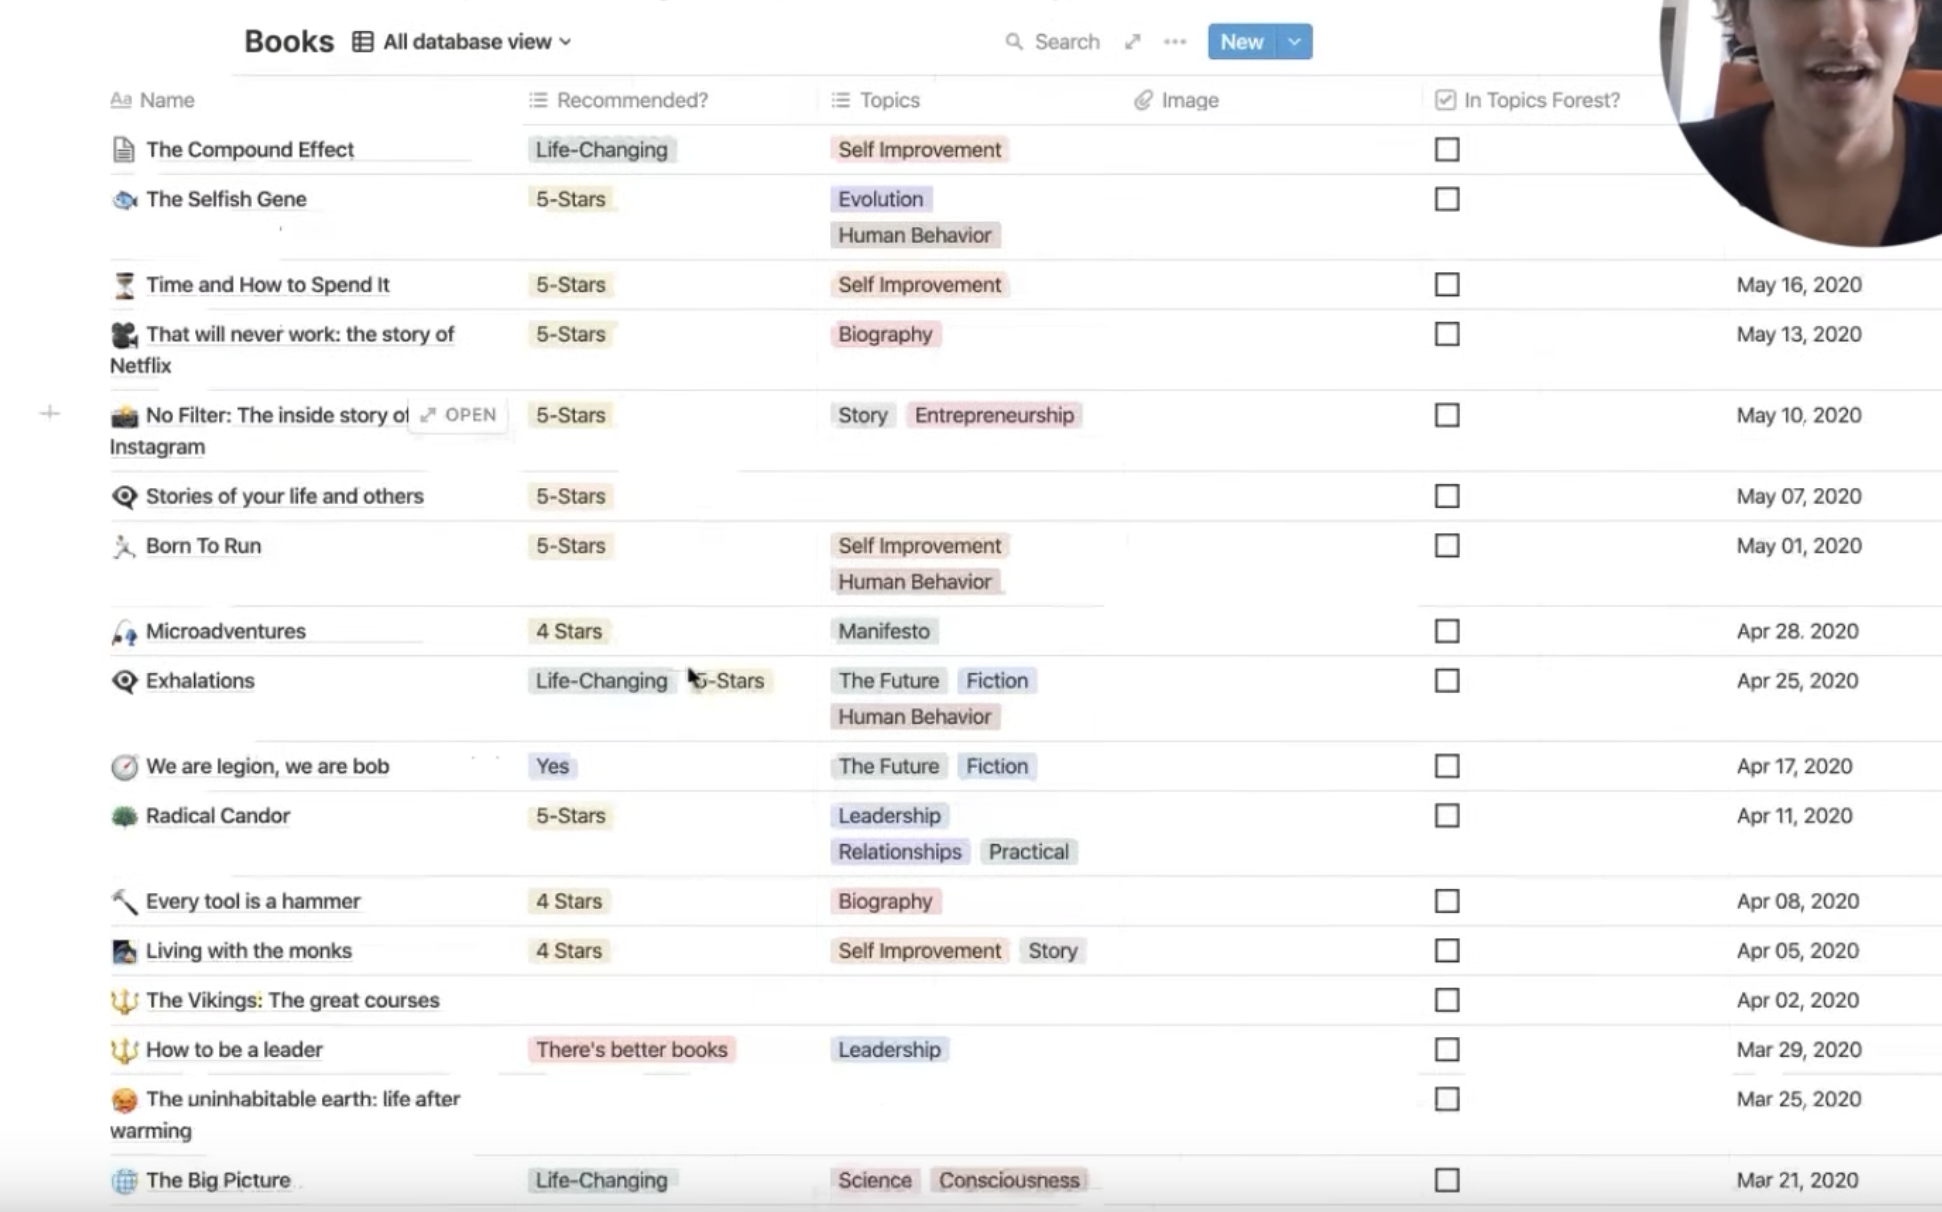 Books All database view Search New
Aa Name Recommended? Topics Image In Topics Forest?
The Compound Effect Life-Changing Self Improvement
The Selfish Gene 5-Stars Evolution
Human Behavior
Time and How to Spend It 5-Stars Self Improvement May 16, 2020
That will never work: the story of 5-Stars Biography May 13, 2020
Netflix
No Filter: The inside story of OPEN 5-Stars Story Entrepreneurship May 10, 2020
Instagram
Stories of your life and others 5-Stars May 07, 2020
Born To Run 5-Stars Self Improvement May 01, 2020
Human Behavior
Microadventures 4 Stars Manifesto Apr 28. 2020
Exhalations Life-Changing 5-Stars The Future Fiction Apr 25, 2020
Human Behavior
We are legion, we are bob Yes The Future Fiction Apr 17, 2020
Radical Candor 5-Stars Leadership Apr 11, 2020
Relationships Practical
Every tool is a hammer 4 Stars Biography Apr 08, 2020
Living with the monks 4 Stars Self Improvement Story Apr 05, 2020
The Vikings: The great courses Apr 02, 2020
How to be a leader There's better books Leadership Mar 29, 2020
The uninhabitable earth: life after Mar 25, 2020
warming
The Big Picture Life-Changing Science Consciousness Mar 21, 2020